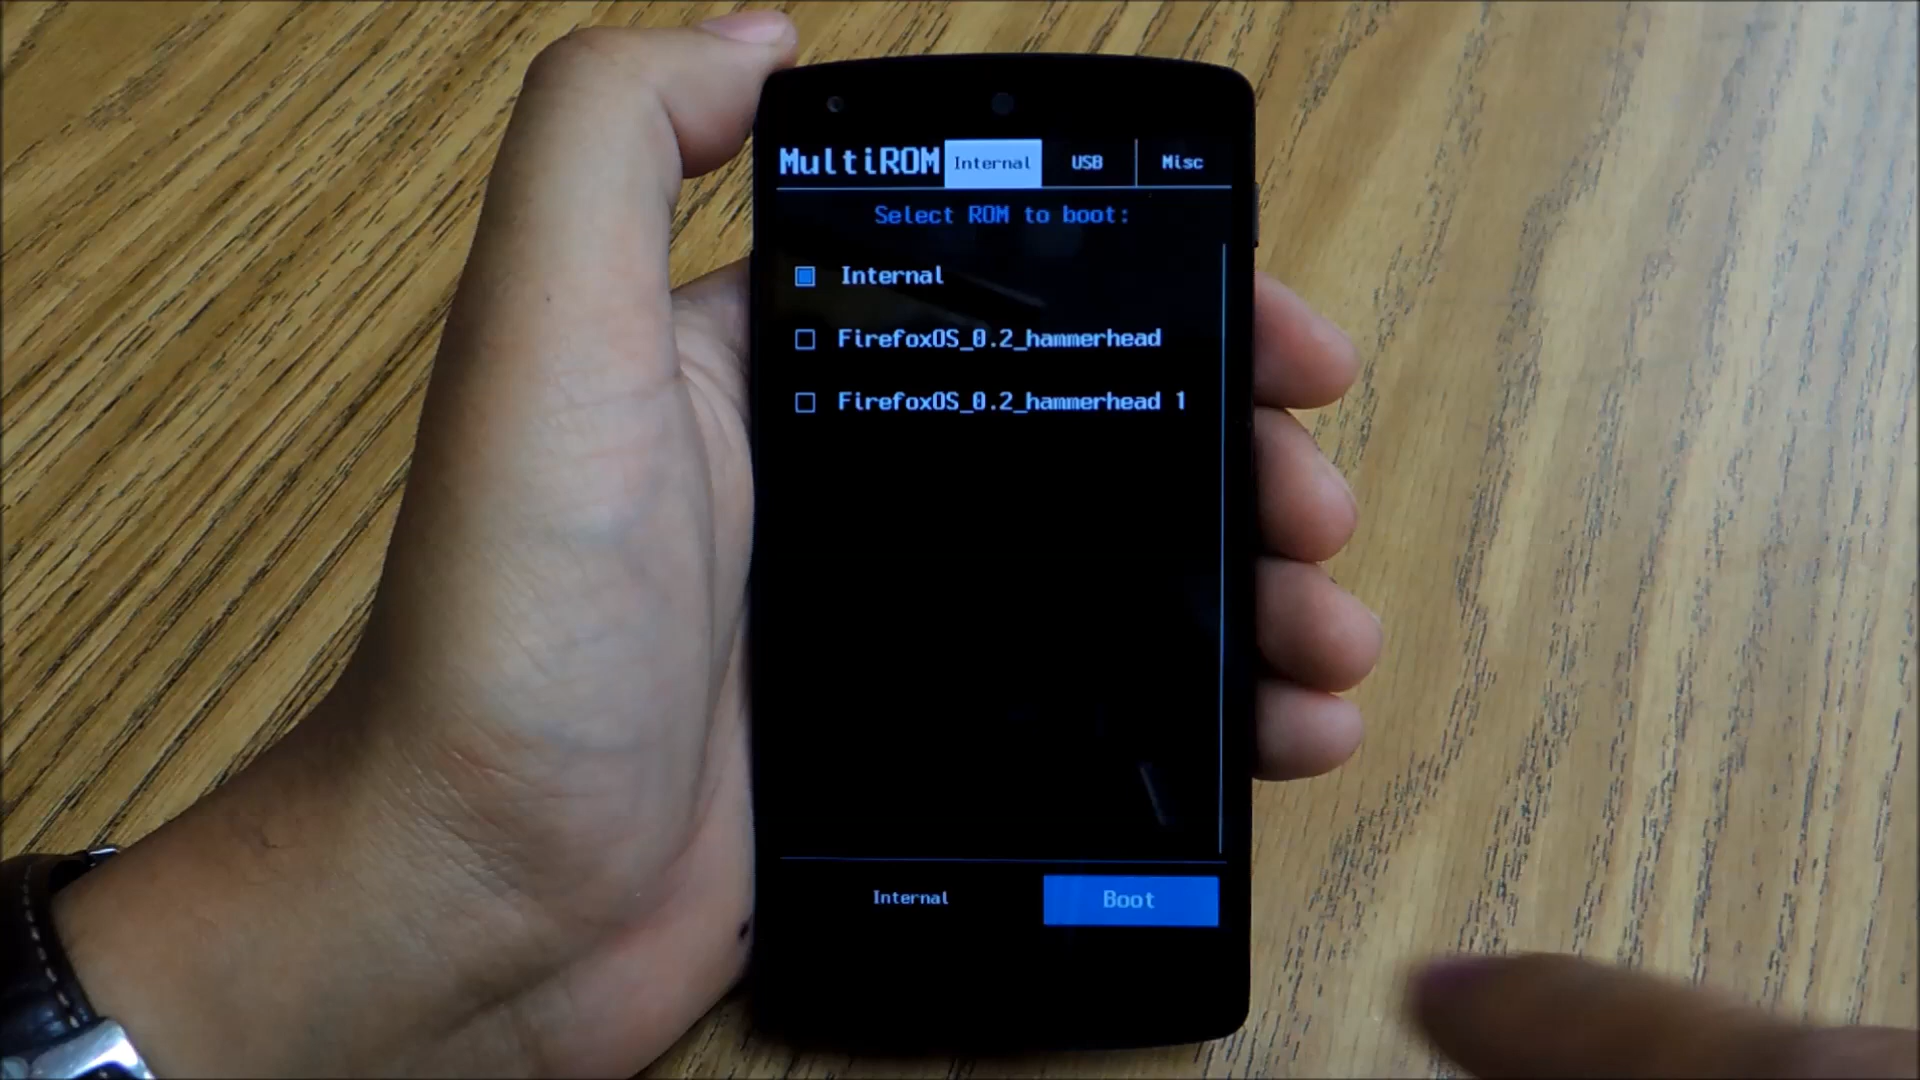 MultiROM Internal USB Misc
Select ROM to boot:
Internal
FirefoxOS_0.2_hammerhead
FirefoxOS_0.2_hammerhead 1
Internal Boot